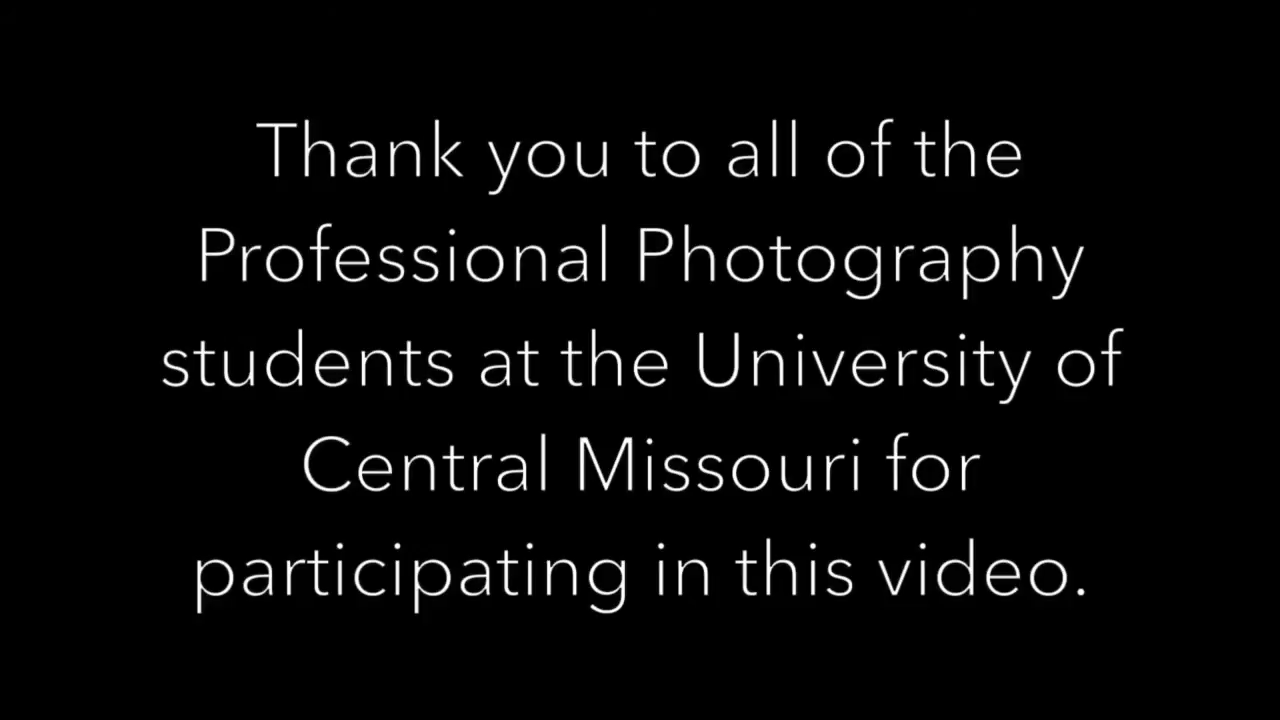 Thank you to all of the
Professional Photography
students at the University of
Central Missouri for
participating in this video.